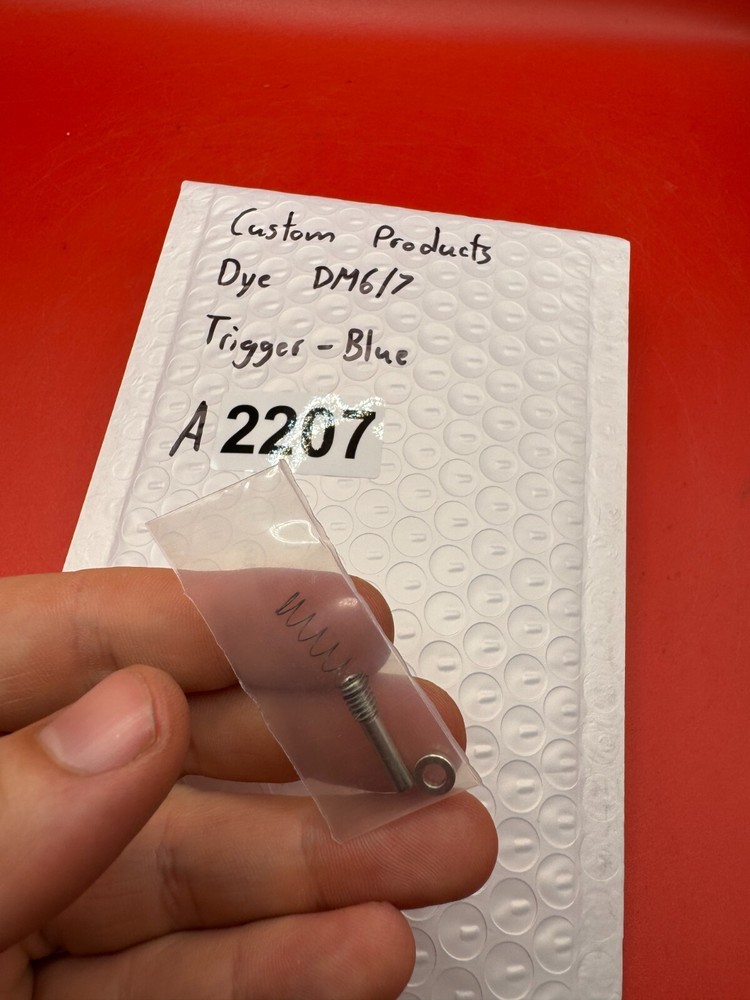 Custom Products
Dye DM6/7
Trigger - Blue
A 2207